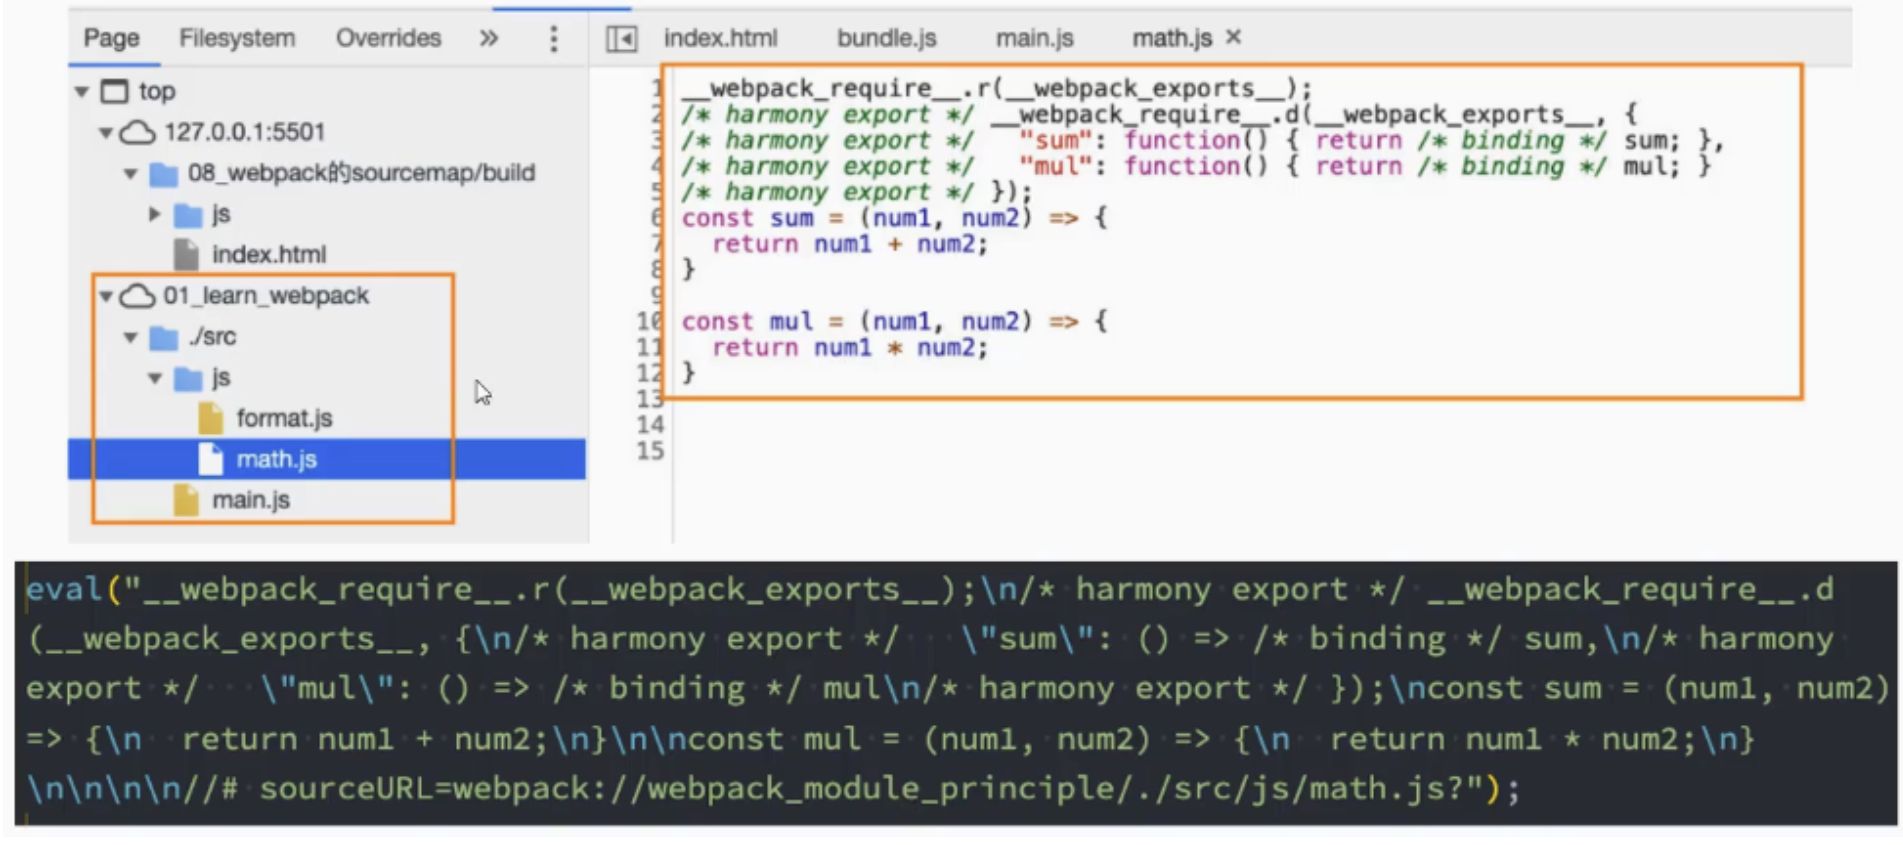 Page Filesystem Overrides »
index.html bundle.js main.js math.js ×
top
127.0.0.1:5501
08_webpack的sourcemap/build
js
index.html
01_learn_webpack
./src
js
format.js
math.js
main.js
1 __webpack_require__.r(__webpack_exports__);
2 /* harmony export */ __webpack_require__.d(__webpack_exports__, {
3 /* harmony export */   "sum": function() { return /* binding */ sum; },
4 /* harmony export */   "mul": function() { return /* binding */ mul; }
5 /* harmony export */ });
6 const sum = (num1, num2) => {
7   return num1 + num2;
8 }
9
10 const mul = (num1, num2) => {
11   return num1 * num2;
12 }
13
14
15
eval("__webpack_require__.r(__webpack_exports__);\n/* harmony export */ __webpack_require__.d
(__webpack_exports__, {\n/* harmony export */   \"sum\": () => /* binding */ sum,\n/* harmony
export */   \"mul\": () => /* binding */ mul\n/* harmony export */ });\nconst sum = (num1, num2)
=> {\n  return num1 + num2;\n}\n\nconst mul = (num1, num2) => {\n  return num1 * num2;\n}
\n\n\n\n//# sourceURL=webpack://webpack_module_principle/./src/js/math.js?");